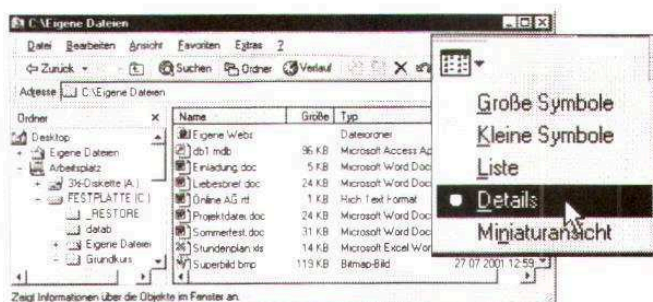 C:\Eigene Dateien
Datei Bearbeiten Ansicht Favoriten Extras ?
Zurück Suchen Ordner Verlauf
Adresse C:\Eigene Dateien
Ordner
Desktop
Eigene Dateien
Arbeitsplatz
3½-Diskette (A:)
FESTPLATTE (C:)
_RESTORE
datab
Eigene Dateien
Grundkurs
Name Größe Typ
Eigene Webs Dateiordner
db1.mdb 96 KB Microsoft Access Ap
Einladung.doc 5 KB Microsoft Word Doc
Liebesbrief.doc 24 KB Microsoft Word Doc
Online AG.rtf 1 KB Rich Text Format
Projektdatei.doc 24 KB Microsoft Word Doc
Sommerfest.doc 31 KB Microsoft Word Doc
Stundenplan.xls 14 KB Microsoft Excel Wor
Superbild.bmp 119 KB Bitmap-Bild 27.07.2001 12:59
Zeigt Informationen über die Objekte im Fenster an.
Große Symbole
Kleine Symbole
Liste
Details
Miniaturansicht